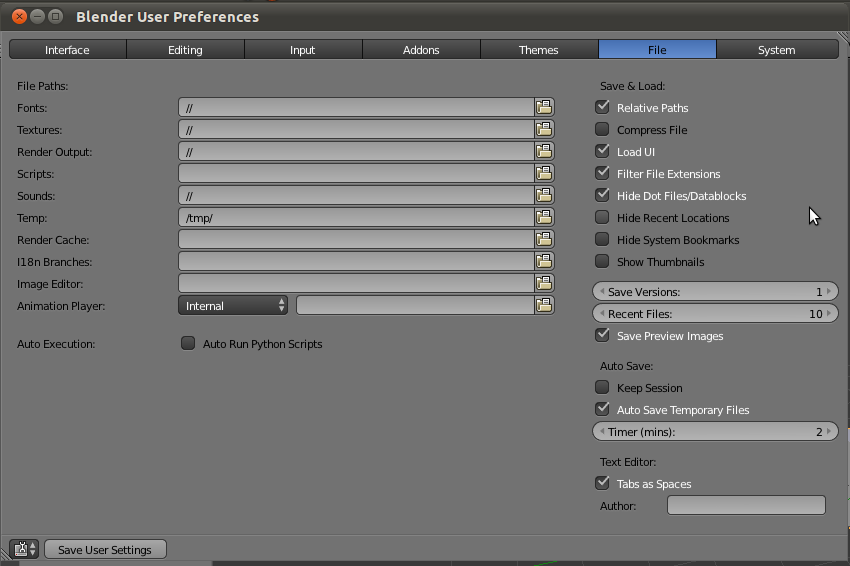 Blender User Preferences
Interface Editing Input Addons Themes File System
File Paths:
Fonts: //
Textures: //
Render Output: //
Scripts:
Sounds: //
Temp: /tmp/
Render Cache:
I18n Branches:
Image Editor:
Animation Player: Internal
Auto Execution: Auto Run Python Scripts
Save & Load:
Relative Paths
Compress File
Load UI
Filter File Extensions
Hide Dot Files/Datablocks
Hide Recent Locations
Hide System Bookmarks
Show Thumbnails
Save Versions: 1
Recent Files: 10
Save Preview Images
Auto Save:
Keep Session
Auto Save Temporary Files
Timer (mins): 2
Text Editor:
Tabs as Spaces
Author:
Save User Settings